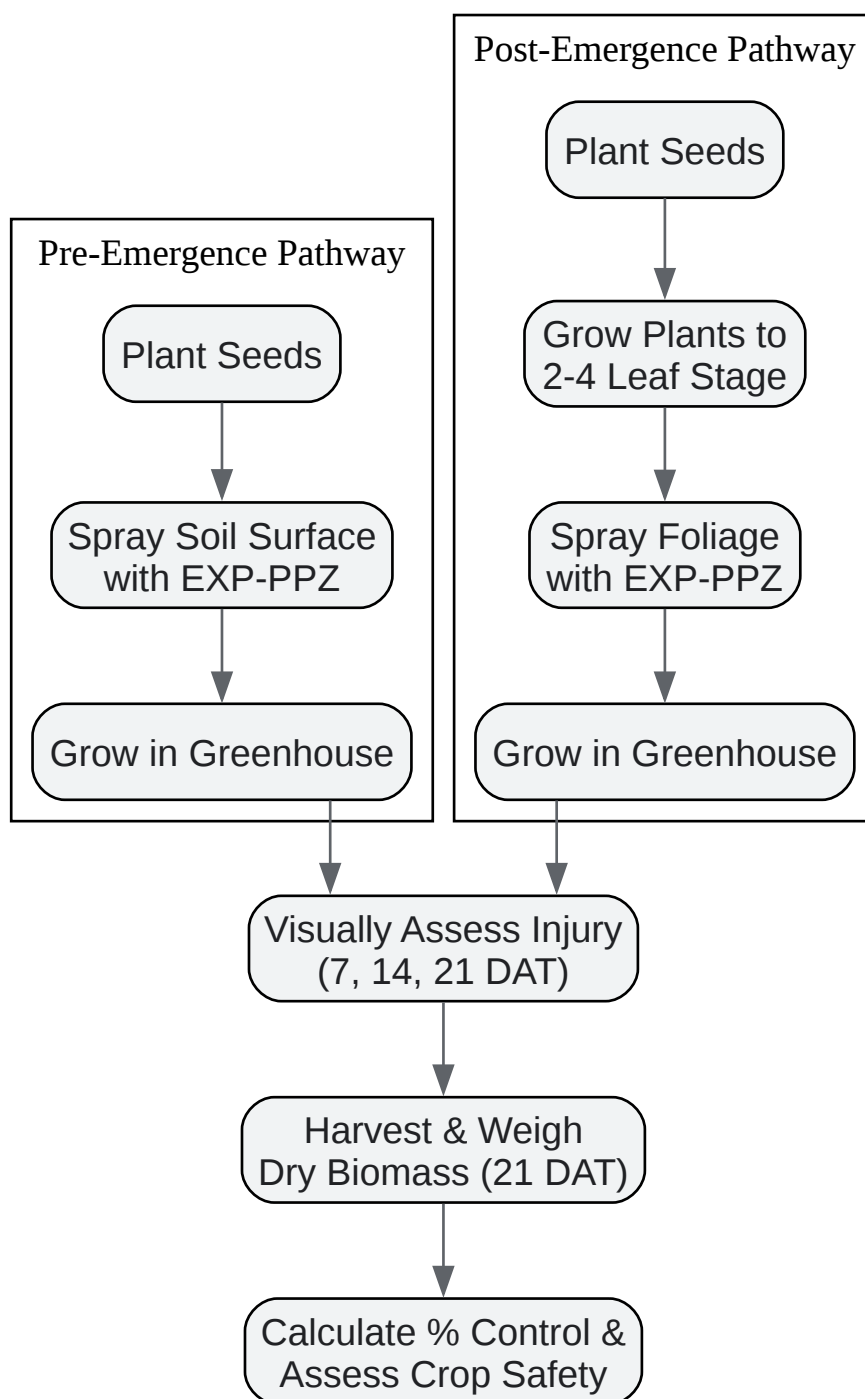 Pre-Emergence Pathway
Plant Seeds
Spray Soil Surface
with EXP-PPZ
Grow in Greenhouse
Post-Emergence Pathway
Plant Seeds
Grow Plants to
2-4 Leaf Stage
Spray Foliage
with EXP-PPZ
Grow in Greenhouse
Visually Assess Injury
(7, 14, 21 DAT)
Harvest & Weigh
Dry Biomass (21 DAT)
Calculate % Control &
Assess Crop Safety